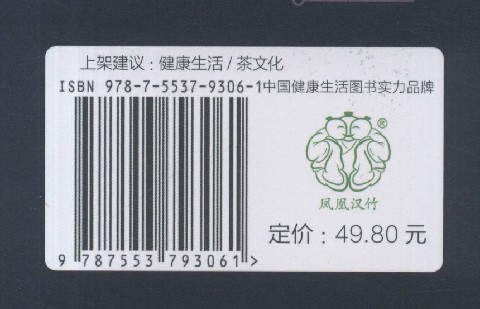 上架建议：健康生活/茶文化
ISBN 978-7-5537-9306-1中国健康生活图书实力品牌
®
凤凰汉竹
定价：49.80元
9 787553 793061 >